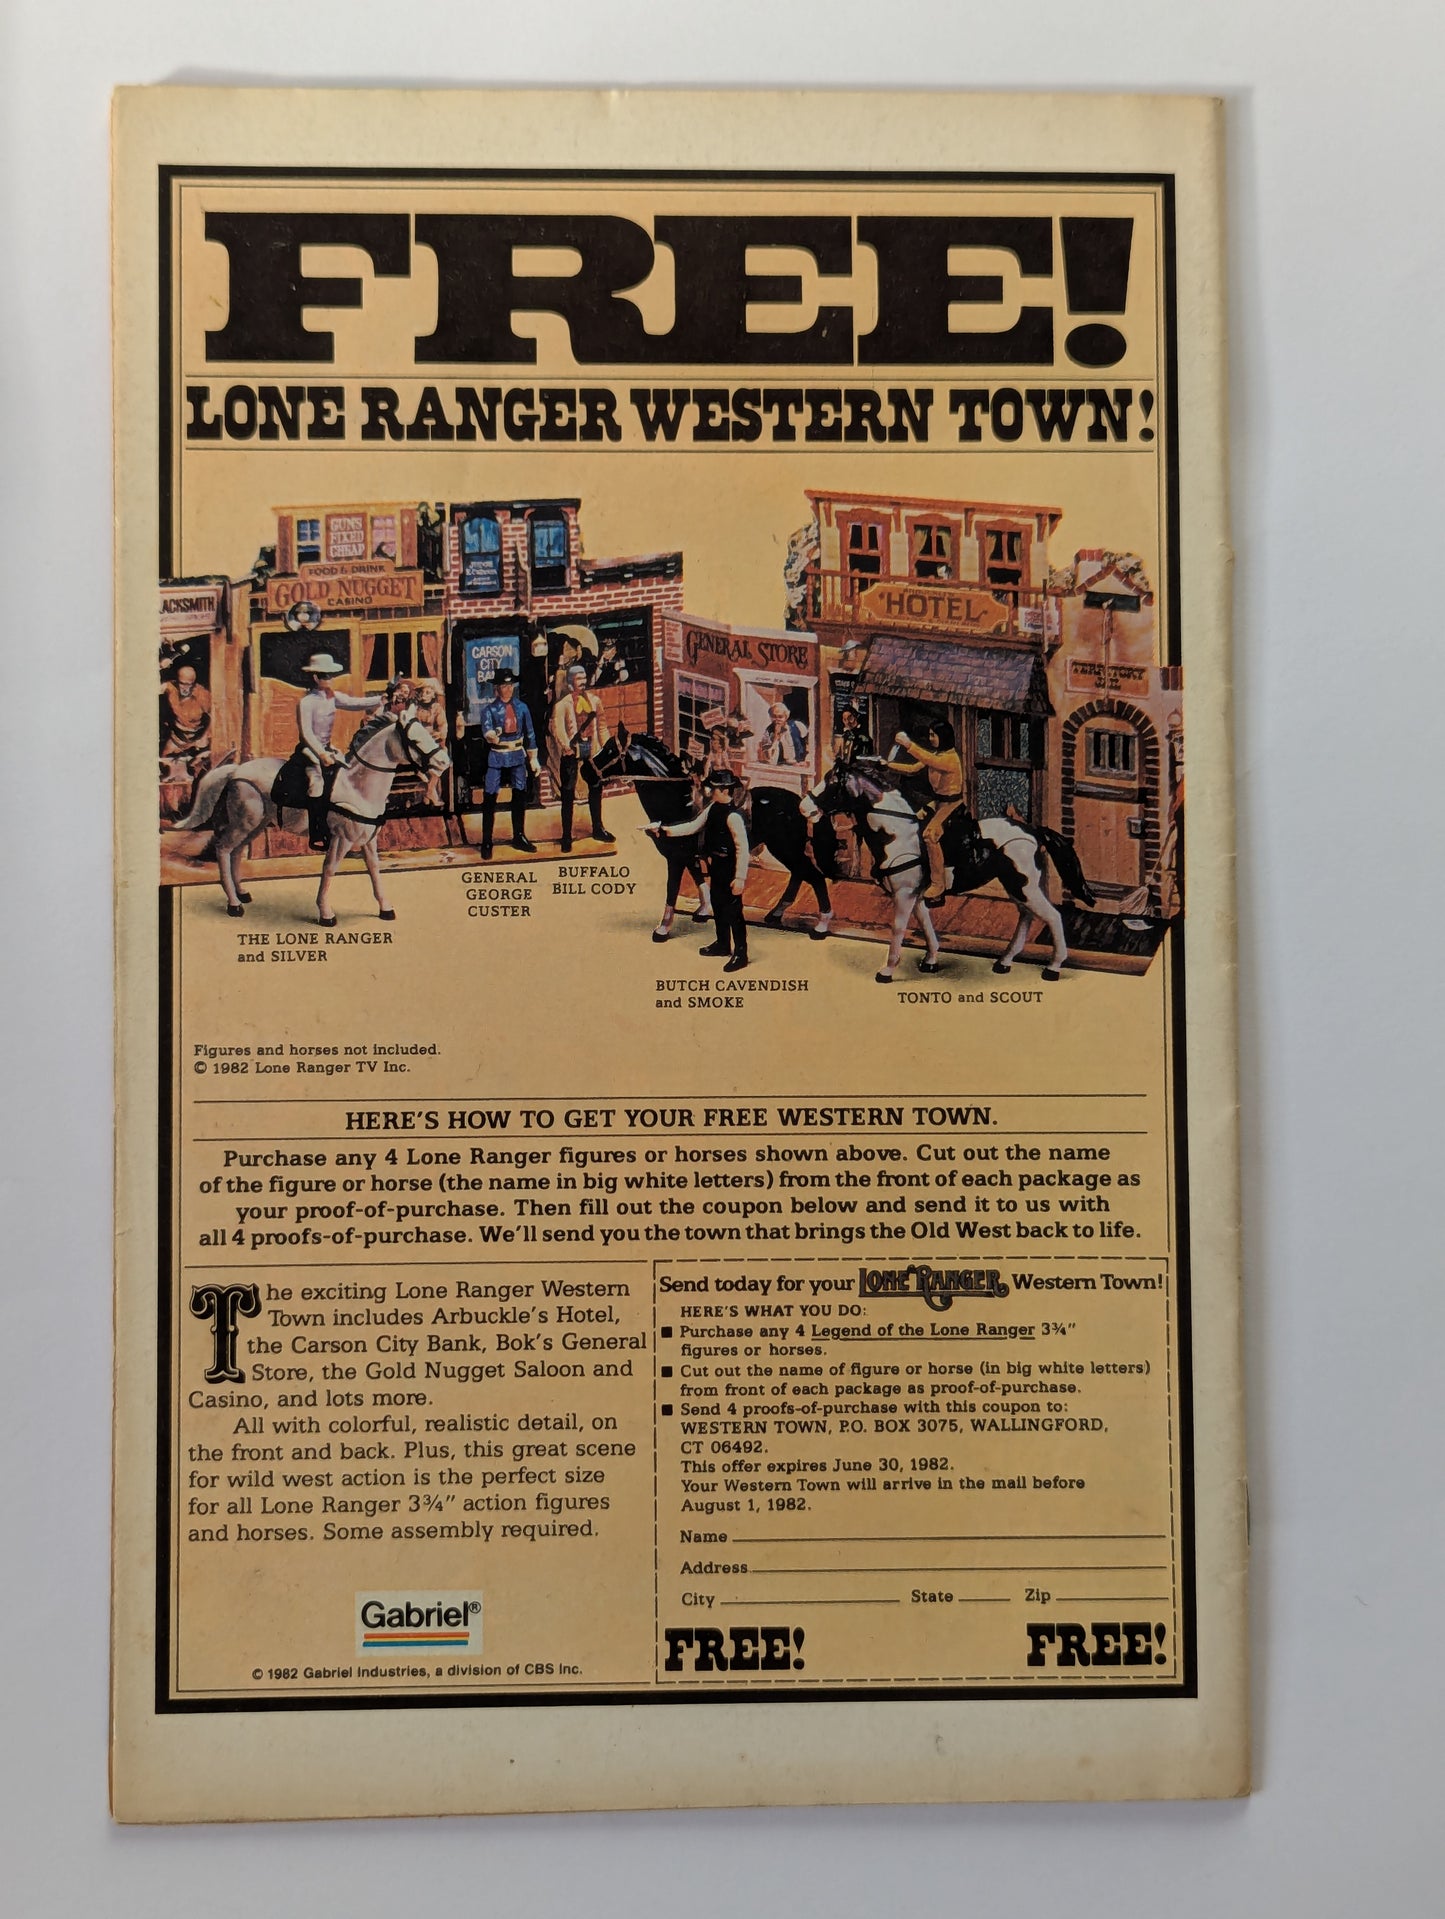 FREE!
LONE RANGER WESTERN TOWN!
GUNS
FIXED
CHEAP
FOOD & DRINK
GOLD NUGGET
CASINO
ACKSMITH
CARSON
CITY
BA
GENERAL STORE
HOTEL
TERRITORY
JAIL
GENERAL
GEORGE
CUSTER
BUFFALO
BILL CODY
THE LONE RANGER
and SILVER
BUTCH CAVENDISH
and SMOKE
TONTO and SCOUT
Figures and horses not included.
© 1982 Lone Ranger TV Inc.
HERE'S HOW TO GET YOUR FREE WESTERN TOWN.
Purchase any 4 Lone Ranger figures or horses shown above. Cut out the name
of the figure or horse (the name in big white letters) from the front of each package as
your proof-of-purchase. Then fill out the coupon below and send it to us with
all 4 proofs-of-purchase. We'll send you the town that brings the Old West back to life.
The exciting Lone Ranger Western
Town includes Arbuckle's Hotel,
the Carson City Bank, Bok's General
Store, the Gold Nugget Saloon and
Casino, and lots more.
All with colorful, realistic detail, on
the front and back. Plus, this great scene
for wild west action is the perfect size
for all Lone Ranger 3¾" action figures
and horses. Some assembly required.
Gabriel®
© 1982 Gabriel Industries, a division of CBS Inc.
Send today for your LONE RANGER Western Town!
HERE'S WHAT YOU DO:
■ Purchase any 4 Legend of the Lone Ranger 3¾"
figures or horses.
■ Cut out the name of figure or horse (in big white letters)
from front of each package as proof-of-purchase.
■ Send 4 proofs-of-purchase with this coupon to:
WESTERN TOWN, P.O. BOX 3075, WALLINGFORD,
CT 06492.
This offer expires June 30, 1982.
Your Western Town will arrive in the mail before
August 1, 1982.
Name
Address
City State Zip
FREE! FREE!